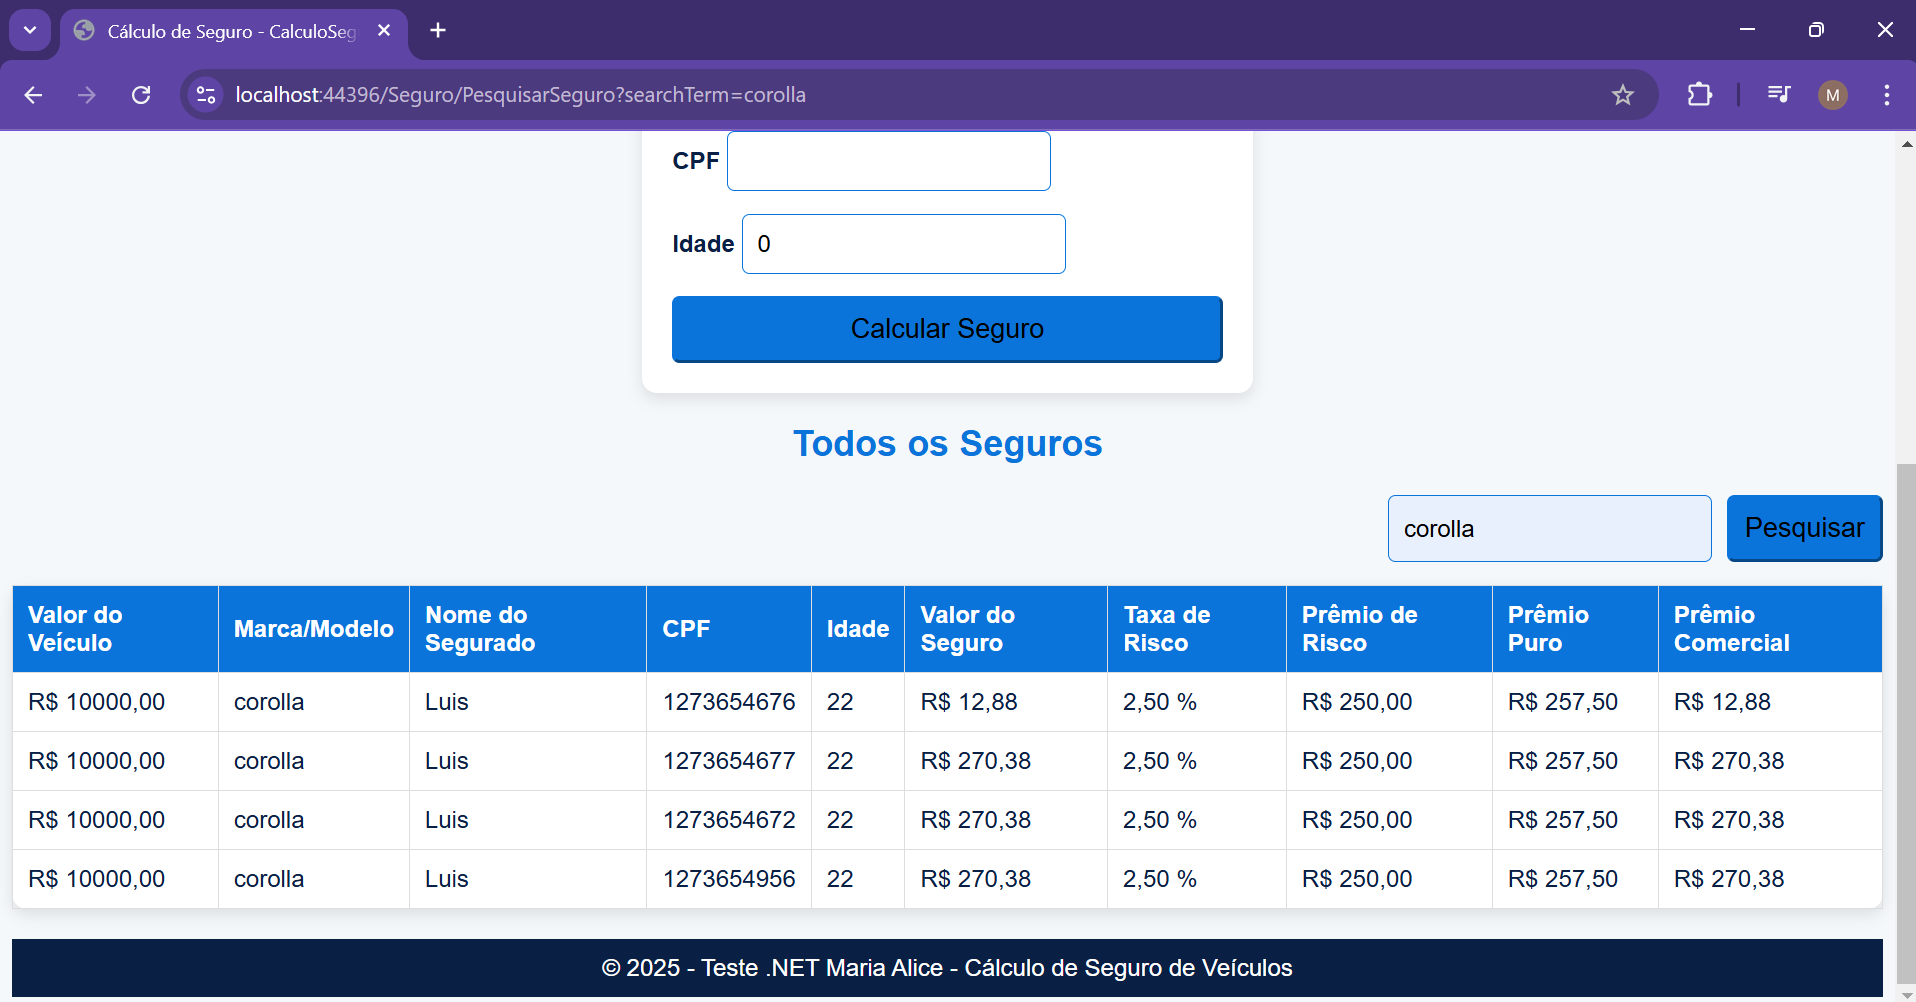 Cálculo de Seguro - CalculoSeg
localhost:44396/Seguro/PesquisarSeguro?searchTerm=corolla
M
CPF
Idade 0
Calcular Seguro
Todos os Seguros
corolla Pesquisar
Valor do Veículo Marca/Modelo Nome do Segurado CPF Idade Valor do Seguro Taxa de Risco Prêmio de Risco Prêmio Puro Prêmio Comercial
R$ 10000,00 corolla Luis 1273654676 22 R$ 12,88 2,50 % R$ 250,00 R$ 257,50 R$ 12,88
R$ 10000,00 corolla Luis 1273654677 22 R$ 270,38 2,50 % R$ 250,00 R$ 257,50 R$ 270,38
R$ 10000,00 corolla Luis 1273654672 22 R$ 270,38 2,50 % R$ 250,00 R$ 257,50 R$ 270,38
R$ 10000,00 corolla Luis 1273654956 22 R$ 270,38 2,50 % R$ 250,00 R$ 257,50 R$ 270,38
© 2025 - Teste .NET Maria Alice - Cálculo de Seguro de Veículos